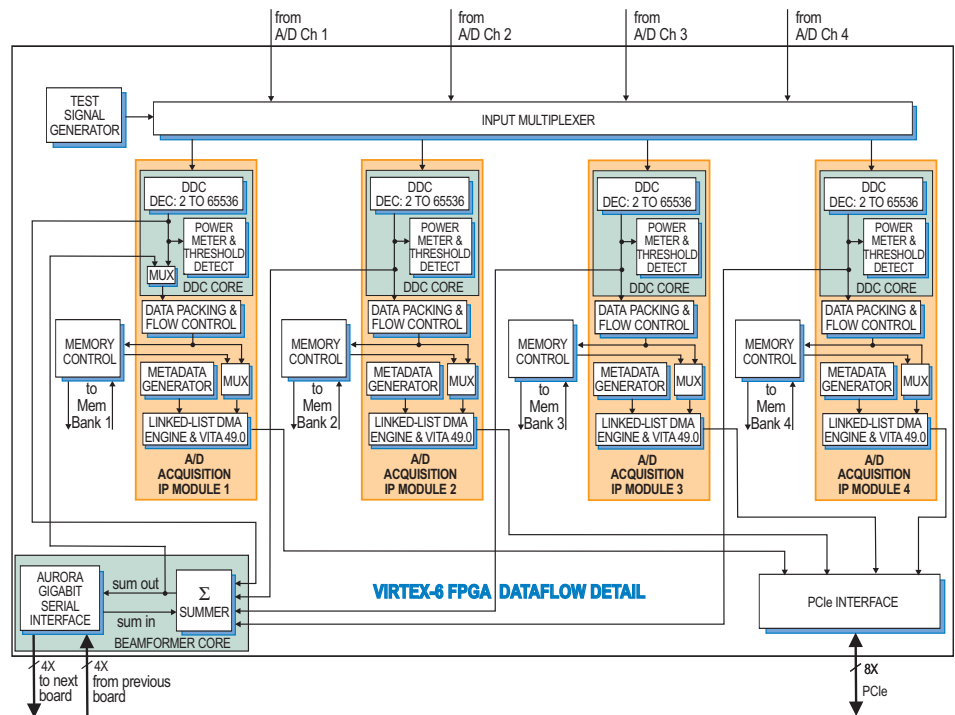 from
A/D Ch 1
from
A/D Ch 2
from
A/D Ch 3
from
A/D Ch 4
TEST
SIGNAL
GENERATOR
INPUT MULTIPLEXER
DDC
DEC: 2 TO 65536
POWER
METER &
THRESHOLD
DETECT
MUX
DDC CORE
DATA PACKING &
FLOW CONTROL
MEMORY
CONTROL
METADATA
GENERATOR
MUX
to
Mem
Bank 1
LINKED-LIST DMA
ENGINE & VITA 49.0
A/D
ACQUISITION
IP MODULE 1
DDC
DEC: 2 TO 65536
POWER
METER &
THRESHOLD
DETECT
DDC CORE
DATA PACKING &
FLOW CONTROL
MEMORY
CONTROL
METADATA
GENERATOR
MUX
to
Mem
Bank 2
LINKED-LIST DMA
ENGINE & VITA 49.0
A/D
ACQUISITION
IP MODULE 2
DDC
DEC: 2 TO 65536
POWER
METER &
THRESHOLD
DETECT
DDC CORE
DATA PACKING &
FLOW CONTROL
MEMORY
CONTROL
METADATA
GENERATOR
MUX
to
Mem
Bank 3
LINKED-LIST DMA
ENGINE & VITA 49.0
A/D
ACQUISITION
IP MODULE 3
DDC
DEC: 2 TO 65536
POWER
METER &
THRESHOLD
DETECT
DDC CORE
DATA PACKING &
FLOW CONTROL
MEMORY
CONTROL
METADATA
GENERATOR
MUX
to
Mem
Bank 4
LINKED-LIST DMA
ENGINE & VITA 49.0
A/D
ACQUISITION
IP MODULE 4
AURORA
GIGABIT
SERIAL
INTERFACE
sum out
sum in
Σ
SUMMER
BEAMFORMER CORE
VIRTEX-6 FPGA DATAFLOW DETAIL
PCIe INTERFACE
4X
to next
board
4X
from previous
board
8X
PCIe